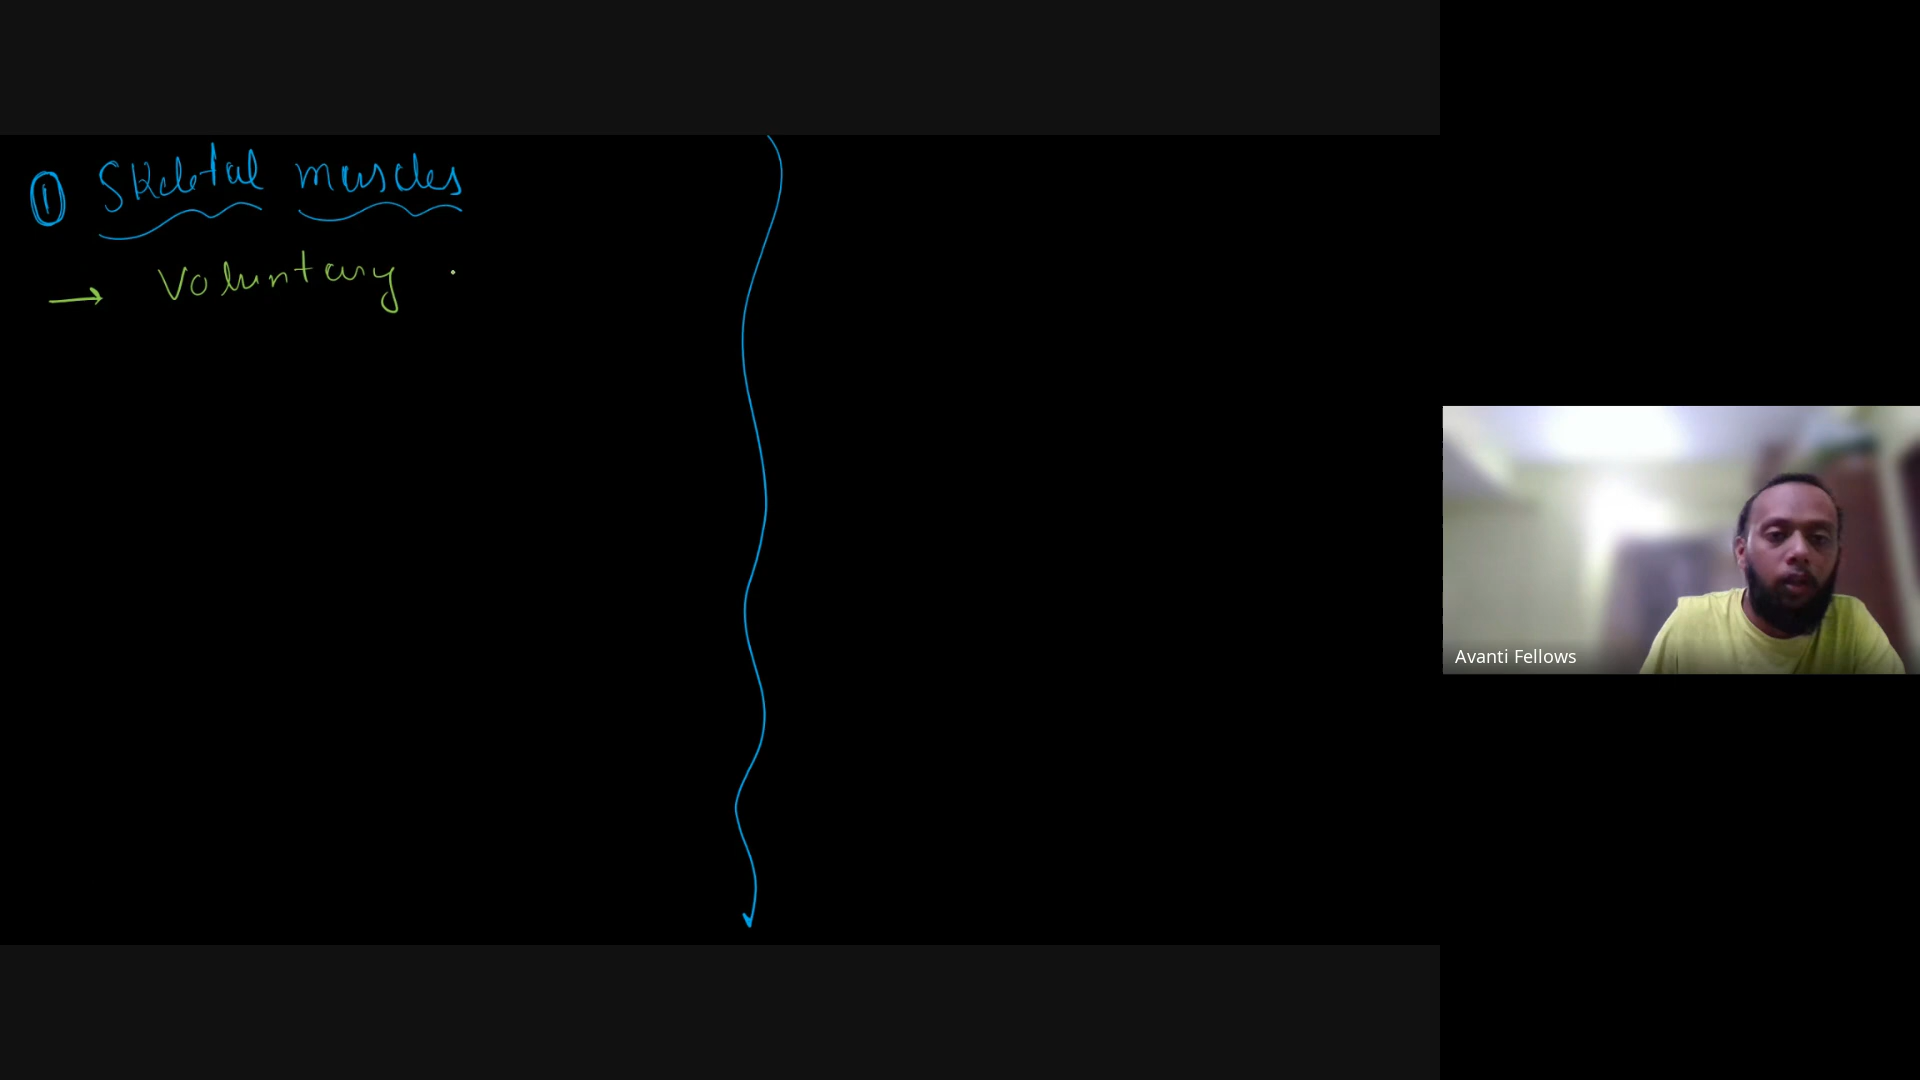 ① Skeletal muscles
→ Voluntary
Avanti Fellows